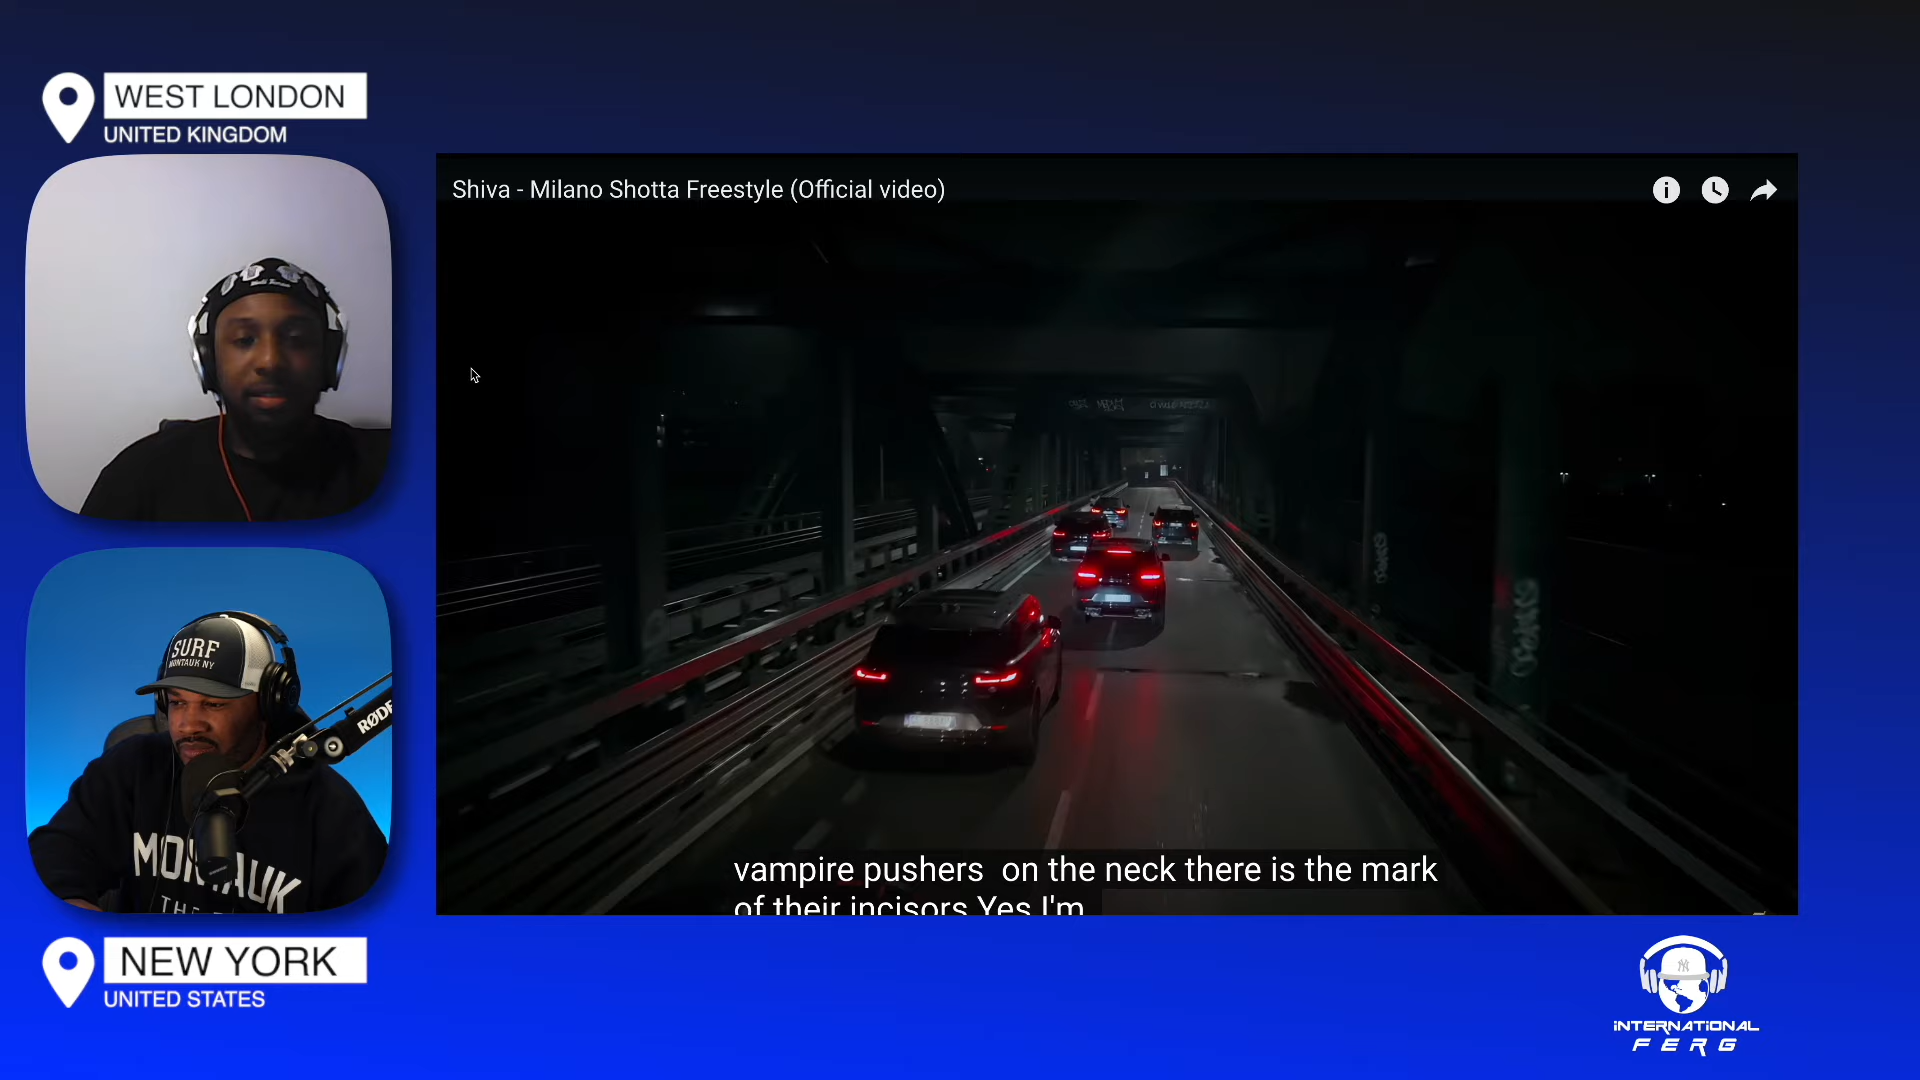 WEST LONDON
UNITED KINGDOM
Shiva - Milano Shotta Freestyle (Official video)
SURF
MONTAUK NY
RØDE
MONTAUK
THE
vampire pushers on the neck there is the mark
of their incisors Yes I'm
NEW YORK
UNITED STATES
INTERNATIONAL
FERG